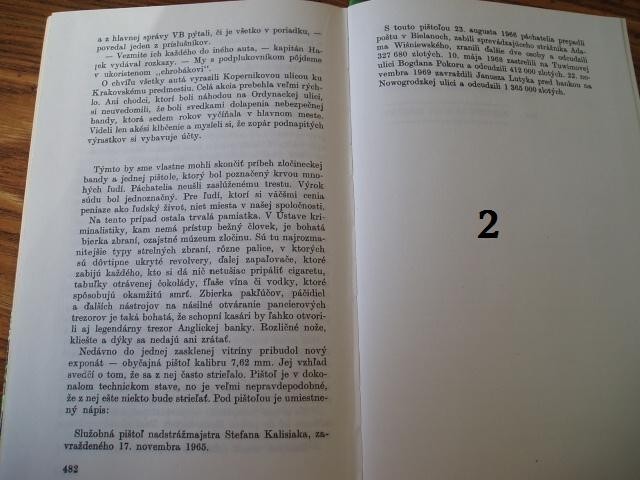 a z hlavnej správy VB pýtali, či je všetko v poriadku, —
povedal jeden z príslušníkov.
— Vezmite ich každého do iného auta, — kapitán Ha-
jek vydával rozkazy. — My s podplukovníkom pôjdeme
v ukoristenom „chrobákovi".
O chvíľu všetky autá vyrazili Kopernikovou ulicou ku
Krakovskému predmestiu. Celá akcia prebehla veľmi rých-
lo. Ani chodci, ktorí boli náhodou na Ordynackej ulici,
si neuvedomili, že boli svedkami dolapenia nebezpečnej
bandy, ktorá sedem rokov vyčíňala v hlavnom meste.
Videli len akési klbčenie a mysleli si, že zopár podnapitých
výrastkov si vybavuje účty.
Týmto by sme vlastne mohli skončiť príbeh zločineckej
bandy a jednej pištole, ktorý bol poznačený krvou mno-
hých ľudí. Páchatelia neušli zaslúženému trestu. Výrok
súdu bol jednoznačný. Pre ľudí, ktorí si väčšmi cenia
peniaze ako ľudský život, niet miesta v našej spoločnosti.
Na tento prípad ostala trvalá pamiatka. V Ústave kri-
minalistiky, kam nemá prístup bežný človek, je bohatá
zbierka zbraní, ozajstné múzeum zločinu. Sú tu najrozma-
nitejšie typy strelných zbraní, rôzne palice, v ktorých
sú dôvtipne ukryté revolvery, ďalej zapaľovače, ktoré
zabijú každého, kto si dá nič netušiac pripáliť cigaretu,
tabuľky otrávenej čokolády, fľaše vína či vodky, ktoré
spôsobujú okamžitú smrť. Zbierka pakľúčov, páčidiel
a ďalších nástrojov na násilné otváranie pancierových
trezorov je taká bohatá, že schopní kasári by ľahko otvori-
li aj legendárny trezor Anglickej banky. Rozličné nože,
kliešte a dýky sa nedajú ani zrátať.
Nedávno do jednej zasklenej vitríny pribudol nový
exponát — obyčajná pištoľ kalibru 7,62 mm. Jej vzhľad
svedčí o tom, že sa z nej často strieľalo. Pištoľ je v doko-
nalom technickom stave, no je veľmi nepravdepodobné,
že z nej ešte niekto bude strieľať. Pod pištoľou je umiestne-
ný nápis:
Služobná pištoľ nadstrážmajstra Stefana Kalisiaka, za-
vraždeného 17. novembra 1965.
482
S touto pištoľou 23. augusta 1966 páchatelia prepadli
poštu v Bielanoch, zabili sprevádzajúceho strážnika Ada-
ma Wiśniewského, zranili ďalšie dve osoby a odcudzili
327 680 zlotých. 10. mája 1968 zastrelili na Tuwimovej
ulici Bogdana Pokoru a odcudzili 412 000 zlotých. 22. no-
vembra 1969 zavraždili Janusza Lutyka pred bankou na
Nowogrodzkej ulici a odcudzili 1 365 000 zlotých.
2